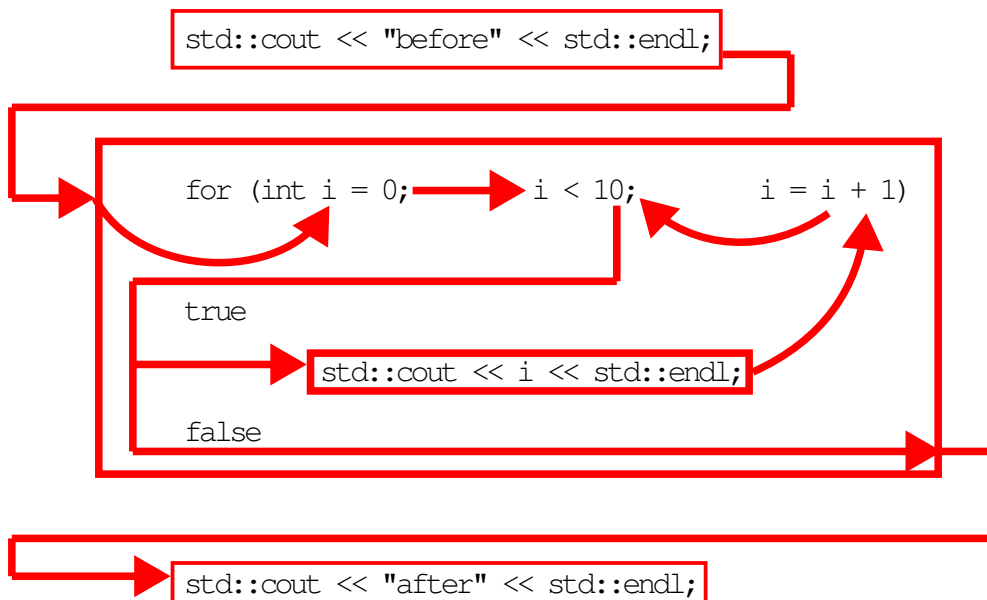 std::cout << "before" << std::endl;
for (int i = 0; i < 10; i = i + 1)
true
std::cout << i << std::endl;
false
std::cout << "after" << std::endl;